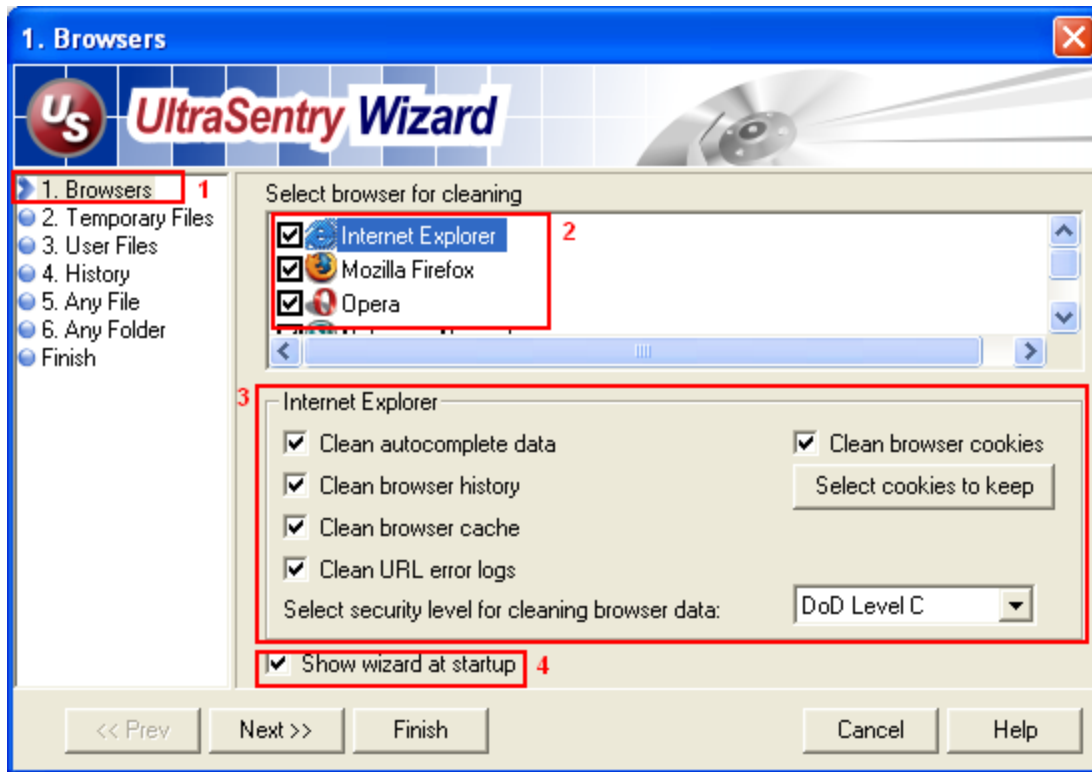 1. Browsers
US
UltraSentry Wizard
1. Browsers 1
2. Temporary Files
3. User Files
4. History
5. Any File
6. Any Folder
Finish
Select browser for cleaning
Internet Explorer 2
Mozilla Firefox
Opera
3
Internet Explorer
Clean autocomplete data
Clean browser cookies
Clean browser history
Select cookies to keep
Clean browser cache
Clean URL error logs
Select security level for cleaning browser data: DoD Level C
Show wizard at startup 4
<< Prev
Next >>
Finish
Cancel
Help